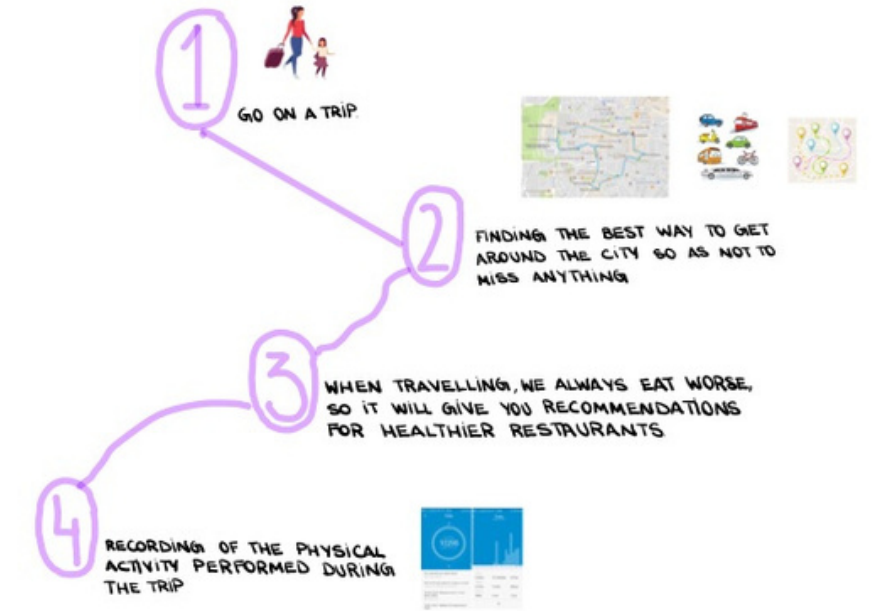 1
GO ON A TRIP.
2
FINDING THE BEST WAY TO GET
AROUND THE CITY SO AS NOT TO
MISS ANYTHING
3
WHEN TRAVELLING, WE ALWAYS EAT WORSE,
SO IT WILL GIVE YOU RECOMMENDATIONS
FOR HEALTHIER RESTAURANTS.
4
RECORDING OF THE PHYSICAL
ACTIVITY PERFORMED DURING
THE TRIP